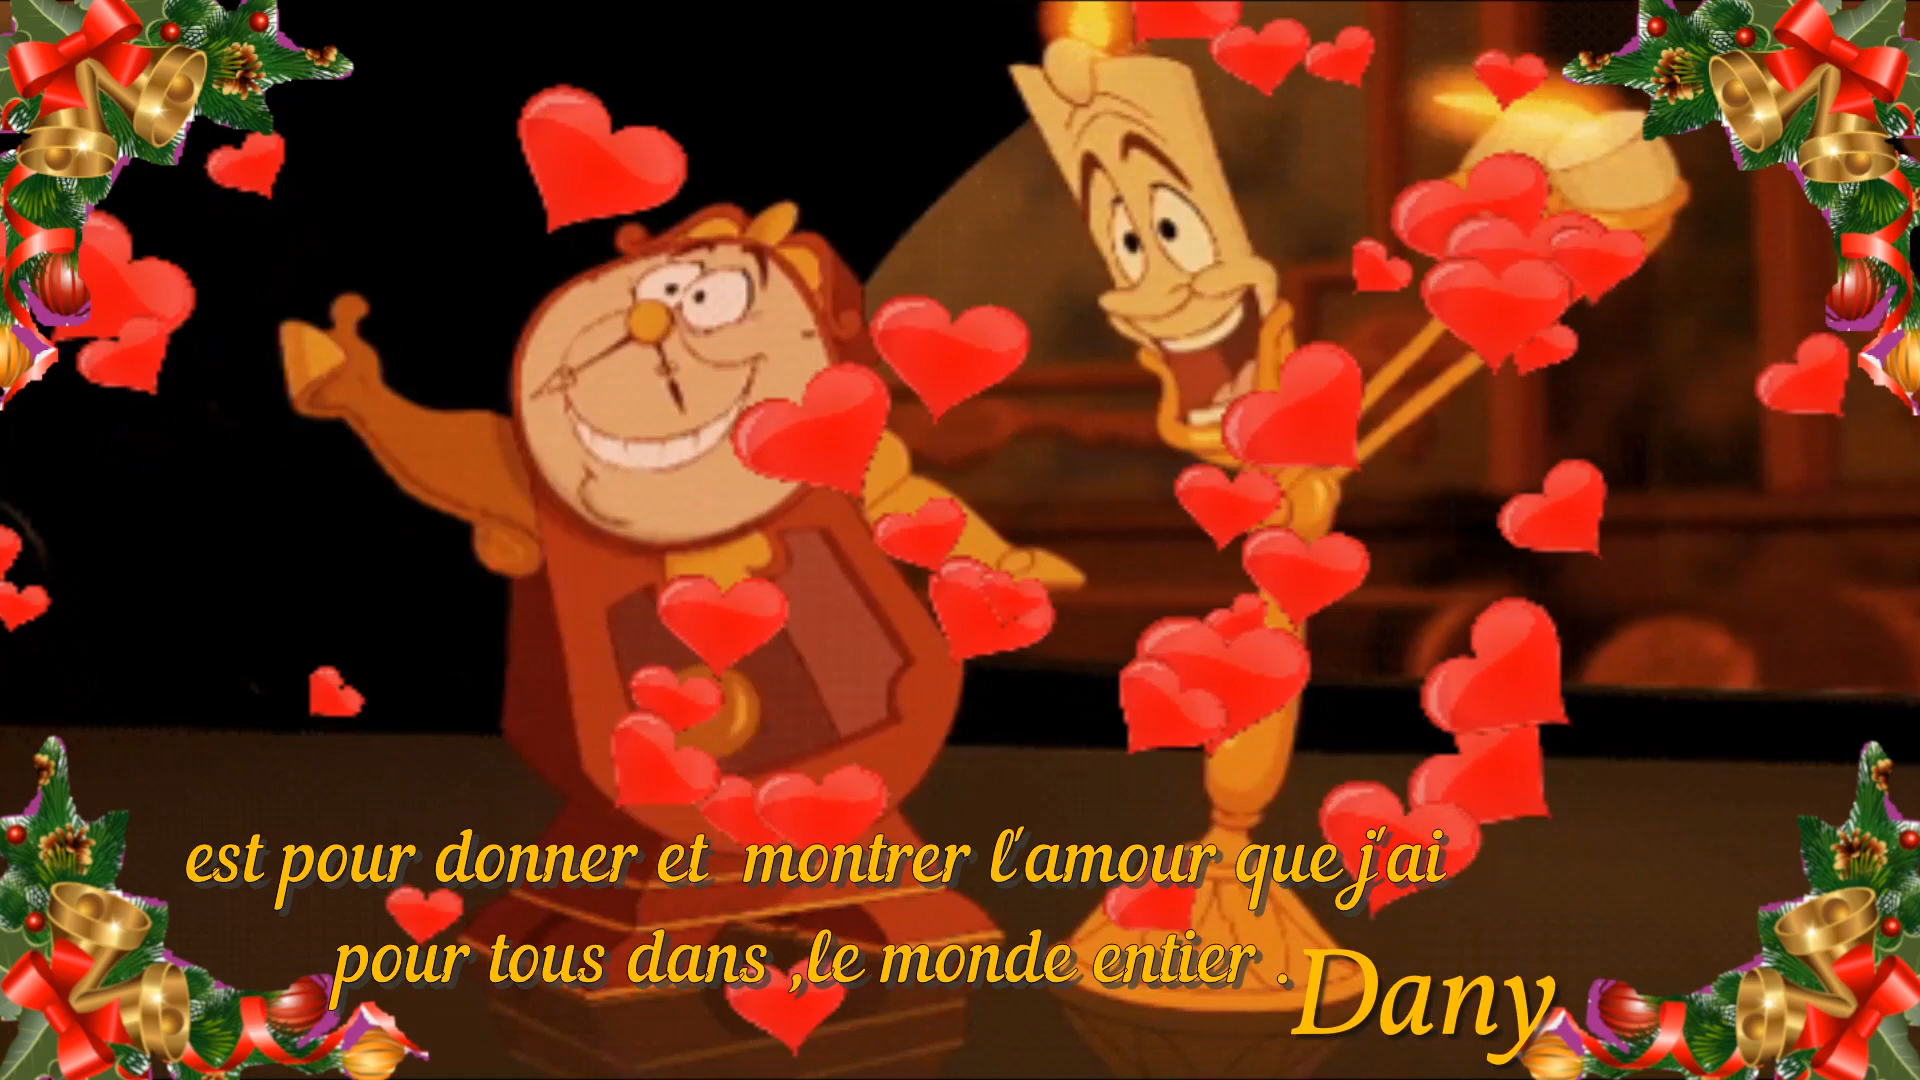 est pour donner et montrer l'amour que j'ai
pour tous dans ,le monde entier .
Dany